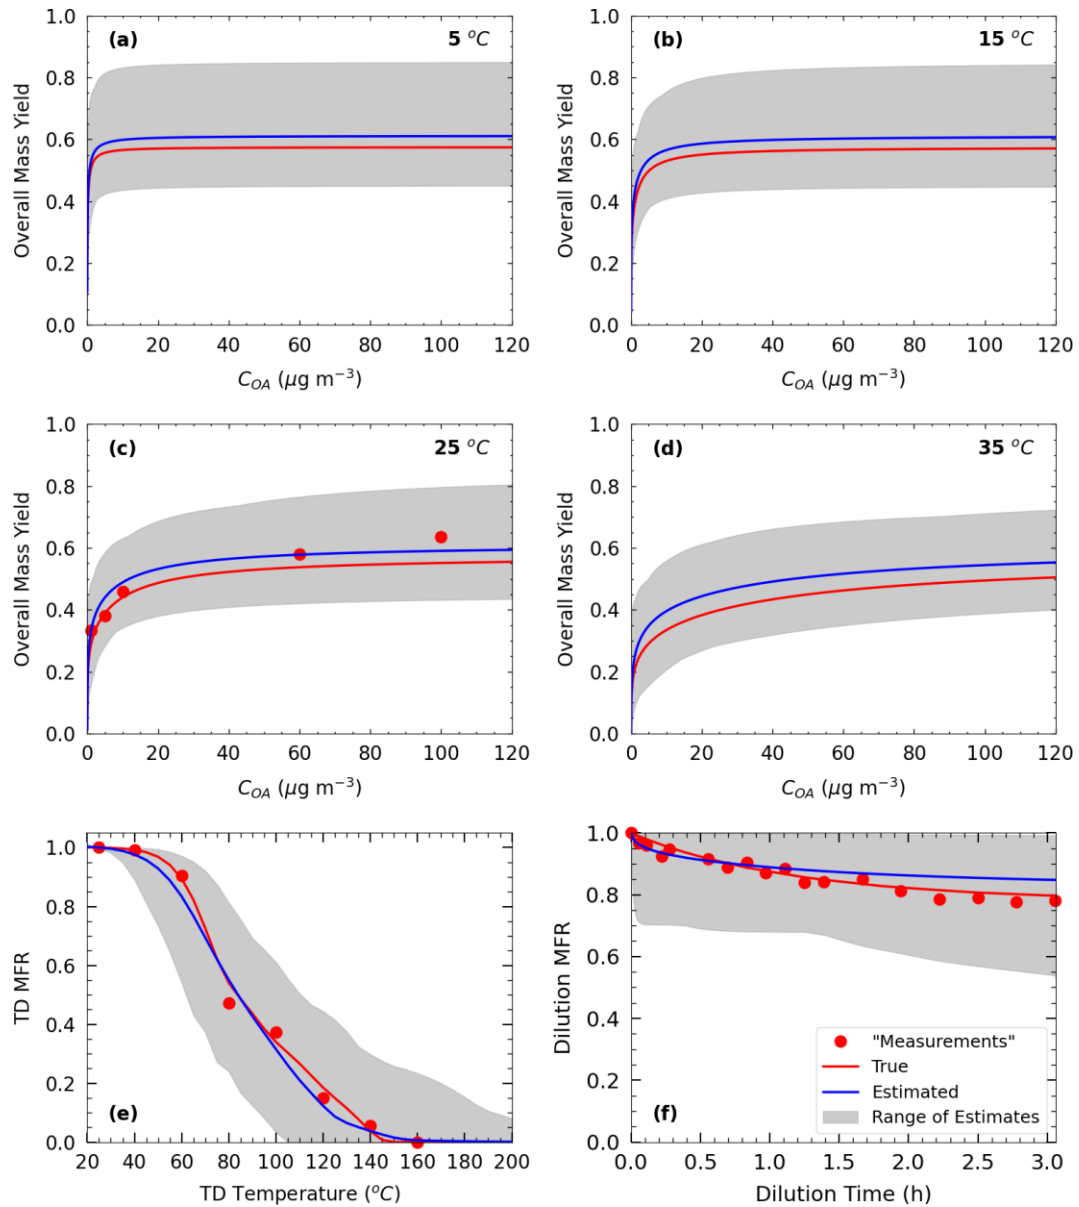 (a) 5 °C
1.0
0.8
0.6
0.4
0.2
0.0
Overall Mass Yield
0 20 40 60 80 100 120
C_OA (μg m⁻³)
(b) 15 °C
1.0
0.8
0.6
0.4
0.2
0.0
Overall Mass Yield
0 20 40 60 80 100 120
C_OA (μg m⁻³)
(c) 25 °C
1.0
0.8
0.6
0.4
0.2
0.0
Overall Mass Yield
0 20 40 60 80 100 120
C_OA (μg m⁻³)
(d) 35 °C
1.0
0.8
0.6
0.4
0.2
0.0
Overall Mass Yield
0 20 40 60 80 100 120
C_OA (μg m⁻³)
1.0
0.8
0.6
0.4
0.2
0.0
TD MFR
(e)
20 40 60 80 100 120 140 160 180 200
TD Temperature (°C)
1.0
0.8
0.6
0.4
0.2
0.0
Dilution MFR
"Measurements"
True
Estimated
Range of Estimates
(f)
0.0 0.5 1.0 1.5 2.0 2.5 3.0
Dilution Time (h)